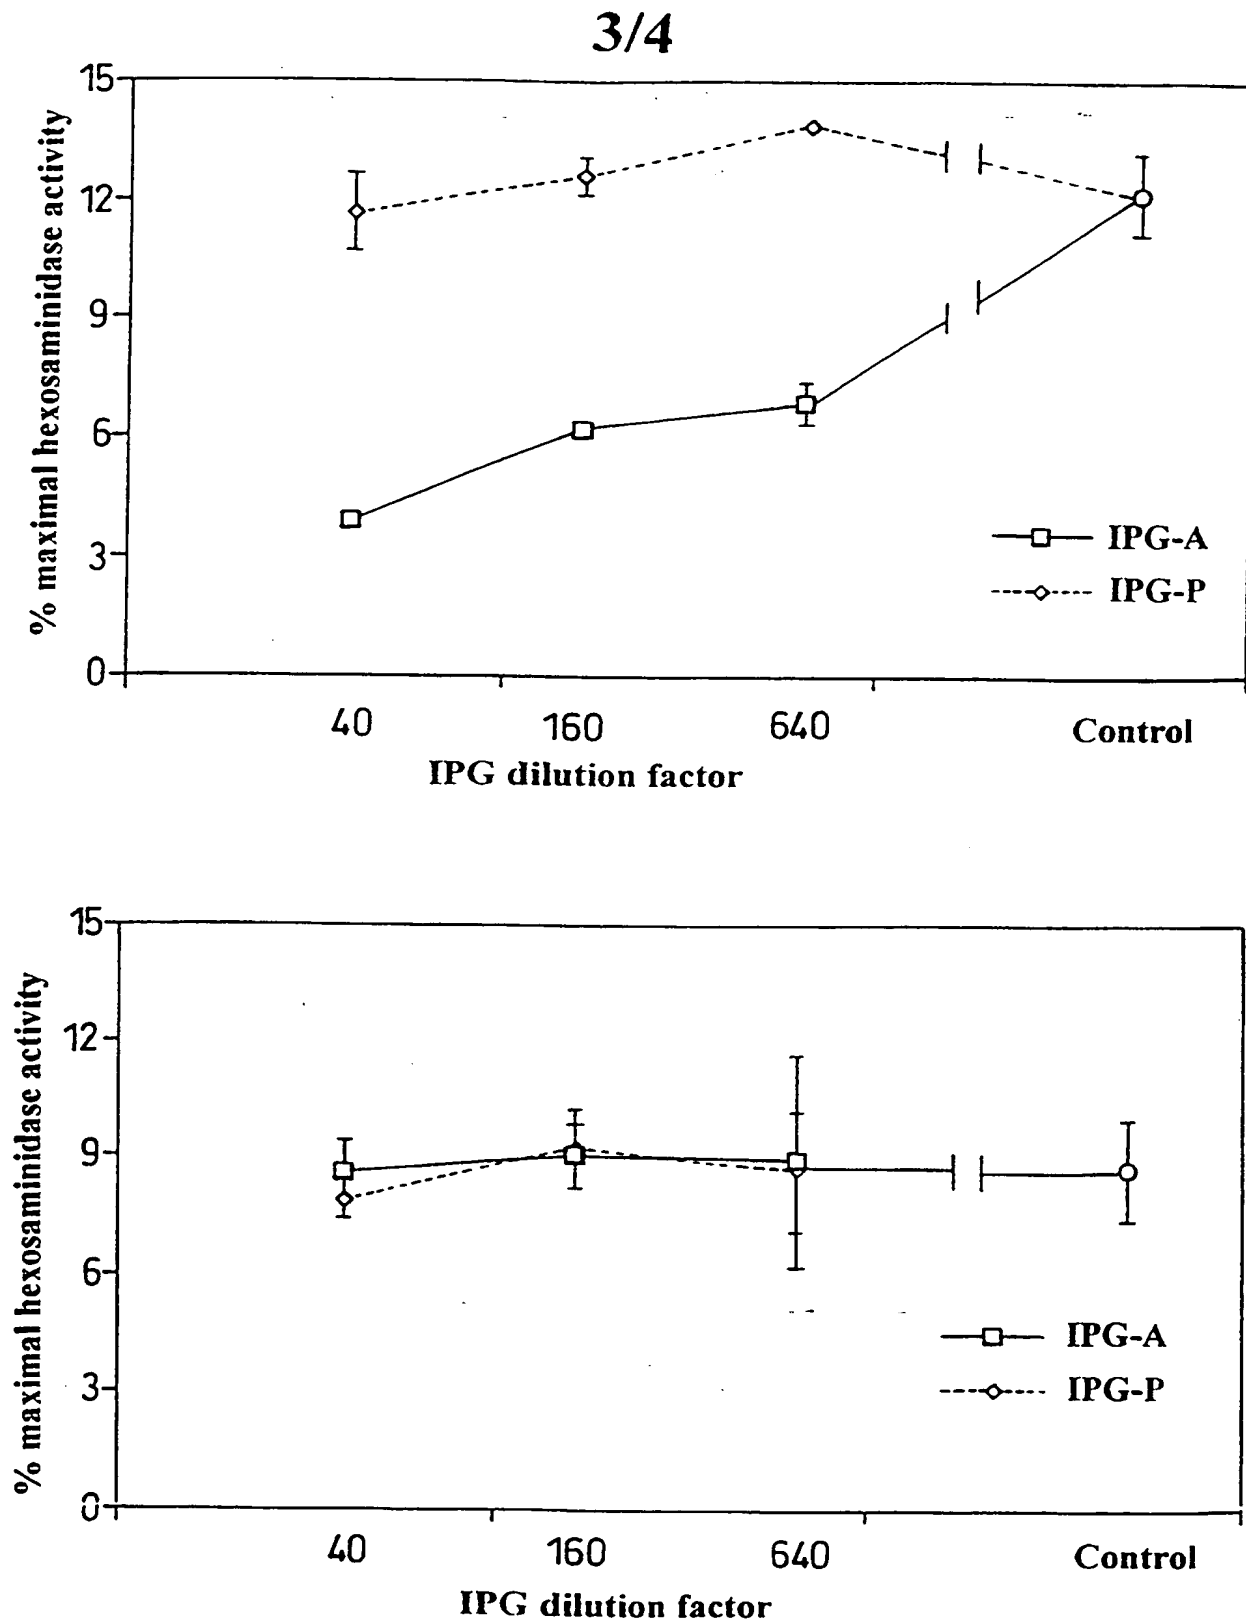 3/4
% maximal hexosaminidase activity
15
12
9
6
3
0
IPG-A
IPG-P
40 160 640 Control
IPG dilution factor
% maximal hexosaminidase activity
15
12
9
6
3
0
IPG-A
IPG-P
40 160 640 Control
IPG dilution factor